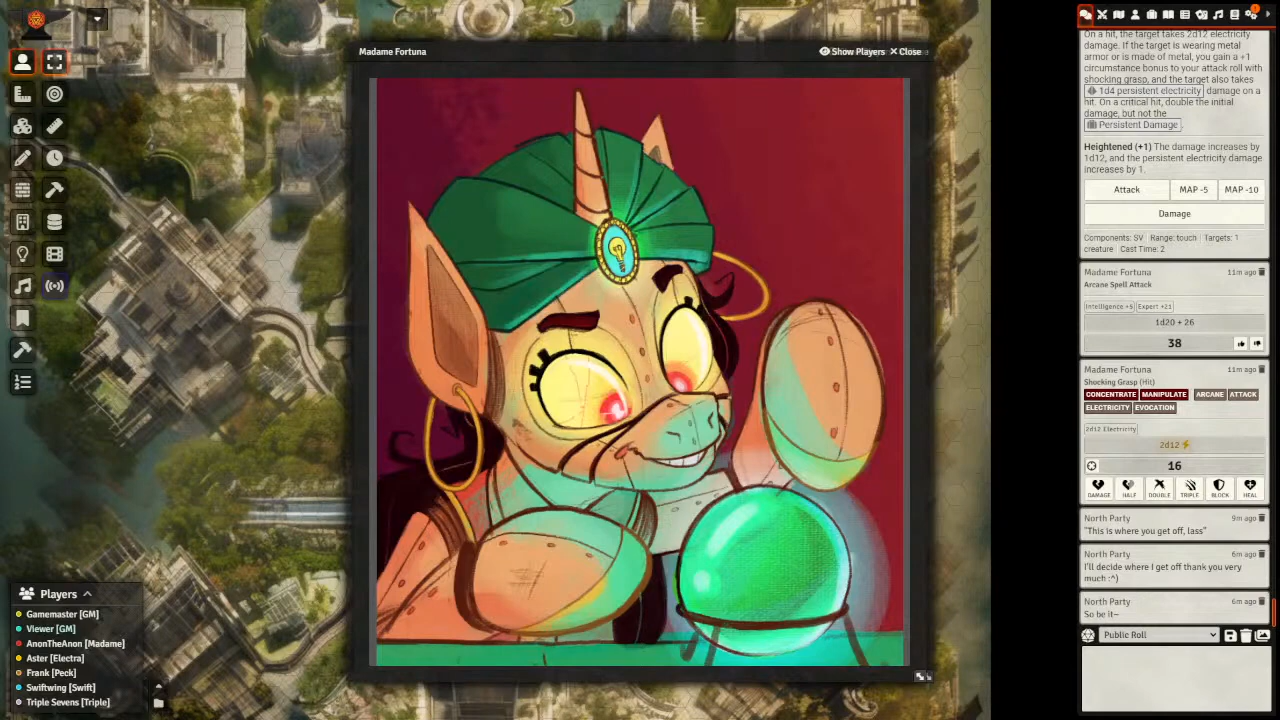 Madame Fortuna
Show Players
Close
Players
Gamemaster [GM]
Viewer [GM]
AnonTheAnon [Madame]
Aster [Electra]
Frank [Peck]
Swiftwing [Swift]
Triple Sevens [Triple]
On a hit, the target takes 2d12 electricity
damage. If the target is wearing metal
armor or is made of metal, you gain a +1
circumstance bonus to your attack roll with
shocking grasp, and the target also takes
1d4 persistent electricity damage on a
hit. On a critical hit, double the initial
damage, but not the
Persistent Damage.
Heightened (+1) The damage increases by
1d12, and the persistent electricity damage
increases by 1.
Attack MAP -5 MAP -10
Damage
Components: SV Range: touch Targets: 1
creature Cast Time: 2
Madame Fortuna 11m ago
Arcane Spell Attack
Intelligence +5 Expert +21
1d20 + 26
38
Madame Fortuna 11m ago
Shocking Grasp (Hit)
CONCENTRATE MANIPULATE ARCANE ATTACK
ELECTRICITY EVOCATION
2d12 Electricity
2d12
16
DAMAGE HALF DOUBLE TRIPLE BLOCK HEAL
North Party 9m ago
"This is where you get off, lass"
North Party 6m ago
I'll decide where I get off thank you very
much :^)
North Party 6m ago
So be it~
Public Roll